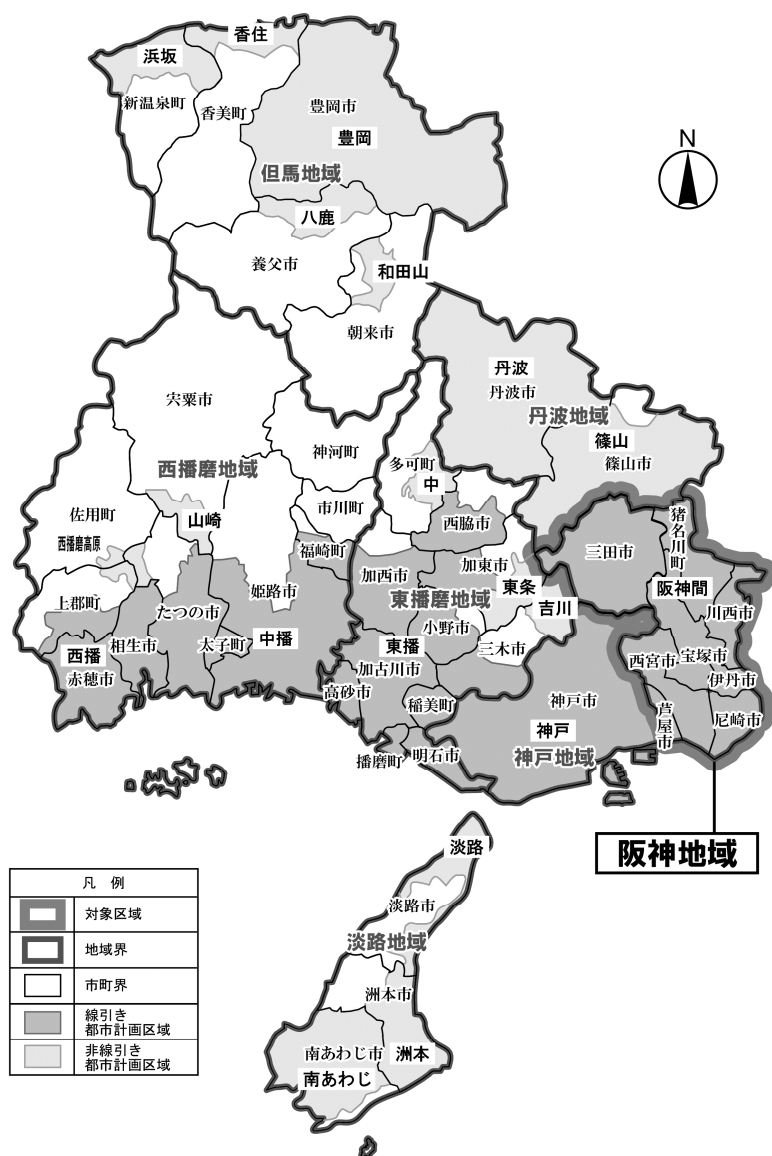 香住
浜坂
新温泉町
香美町
豊岡市
豊岡
但馬地域
八鹿
養父市
和田山
朝来市
N
丹波
丹波市
丹波地域
篠山
篠山市
宍粟市
神河町
西播磨地域
多可町
中
佐用町
山崎
市川町
西脇市
西播磨高原
福崎町
加西市
加東市
東条
吉川
三田市
猪名川町
阪神間
川西市
上郡町
たつの市
姫路市
東播磨地域
小野市
三木市
西播
相生市
太子町
中播
東播
加古川市
赤穂市
高砂市
稲美町
神戸市
神戸
神戸地域
西宮市
宝塚市
伊丹市
芦屋市
尼崎市
播磨町
明石市
阪神地域
淡路
淡路市
淡路地域
洲本市
南あわじ市
洲本
南あわじ
凡 例
対象区域
地域界
市町界
線引き
都市計画区域
非線引き
都市計画区域